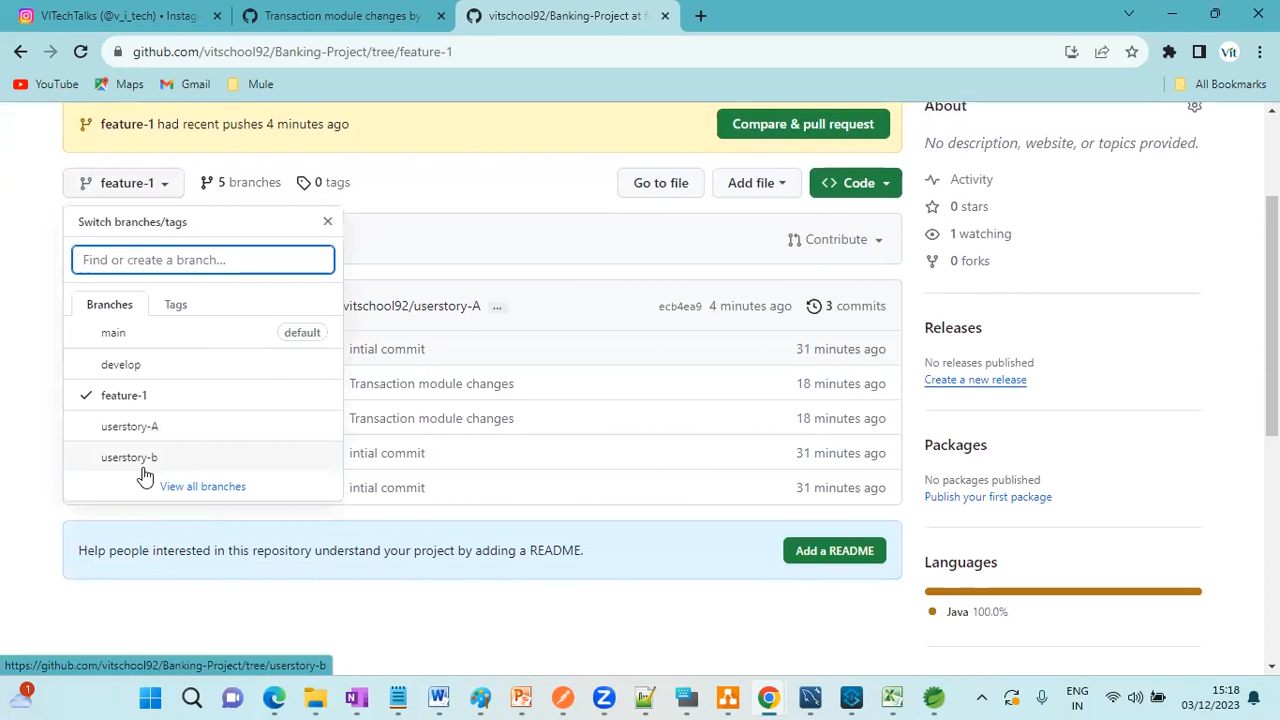 VITechTalks (@v_i_tech) • Instag
Transaction module changes by
vitschool92/Banking-Project at f
github.com/vitschool92/Banking-Project/tree/feature-1
Vit
YouTube
Maps
Gmail
Mule
All Bookmarks
feature-1 had recent pushes 4 minutes ago
Compare & pull request
About
No description, website, or topics provided.
feature-1
5 branches
0 tags
Go to file
Add file
<> Code
Activity
0 stars
1 watching
0 forks
Switch branches/tags
Find or create a branch...
Contribute
Branches
Tags
vitschool92/userstory-A ...
ecb4ea9 4 minutes ago
3 commits
main
default
develop
feature-1
userstory-A
userstory-b
View all branches
intial commit
31 minutes ago
Transaction module changes
18 minutes ago
Transaction module changes
18 minutes ago
intial commit
31 minutes ago
intial commit
31 minutes ago
Releases
No releases published
Create a new release
Packages
No packages published
Publish your first package
Help people interested in this repository understand your project by adding a README.
Add a README
Languages
Java 100.0%
https://github.com/vitschool92/Banking-Project/tree/userstory-b
1
ENG
IN
15:18
03/12/2023